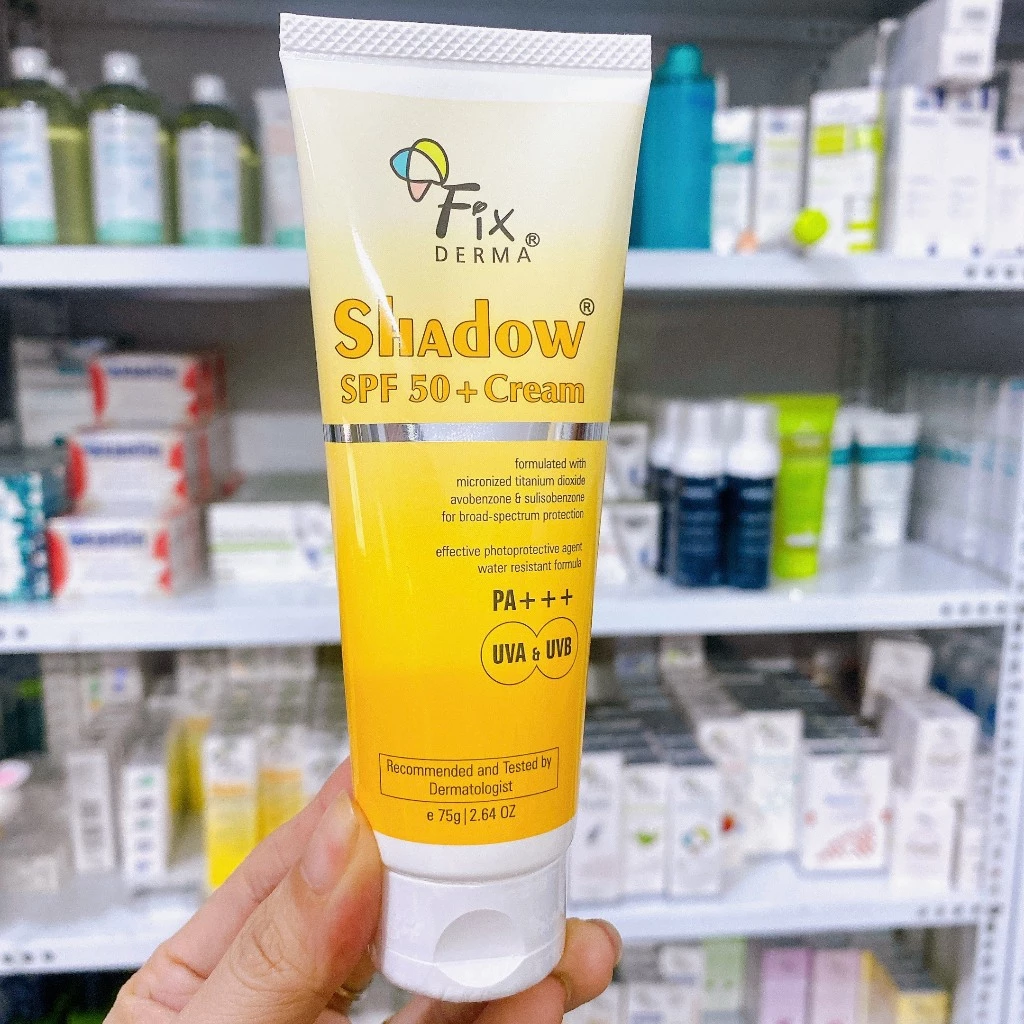 Fix
DERMA®
Shadow®
SPF 50+ Cream
formulated with
micronized titanium dioxide
avobenzone & sulisobenzone
for broad-spectrum protection
effective photoprotective agent
water resistant formula
PA+++
UVA & UVB
Recommended and Tested by
Dermatologist
e 75g|2.64 OZ